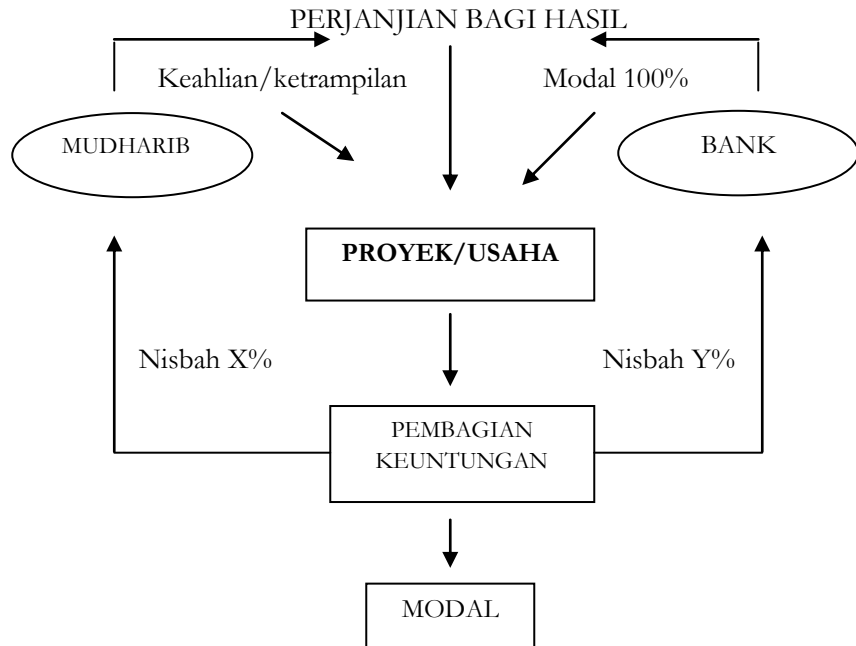 PERJANJIAN BAGI HASIL
Keahlian/ketrampilan
Modal 100%
MUDHARIB
BANK
PROYEK/USAHA
Nisbah X%
Nisbah Y%
PEMBAGIAN
KEUNTUNGAN
MODAL